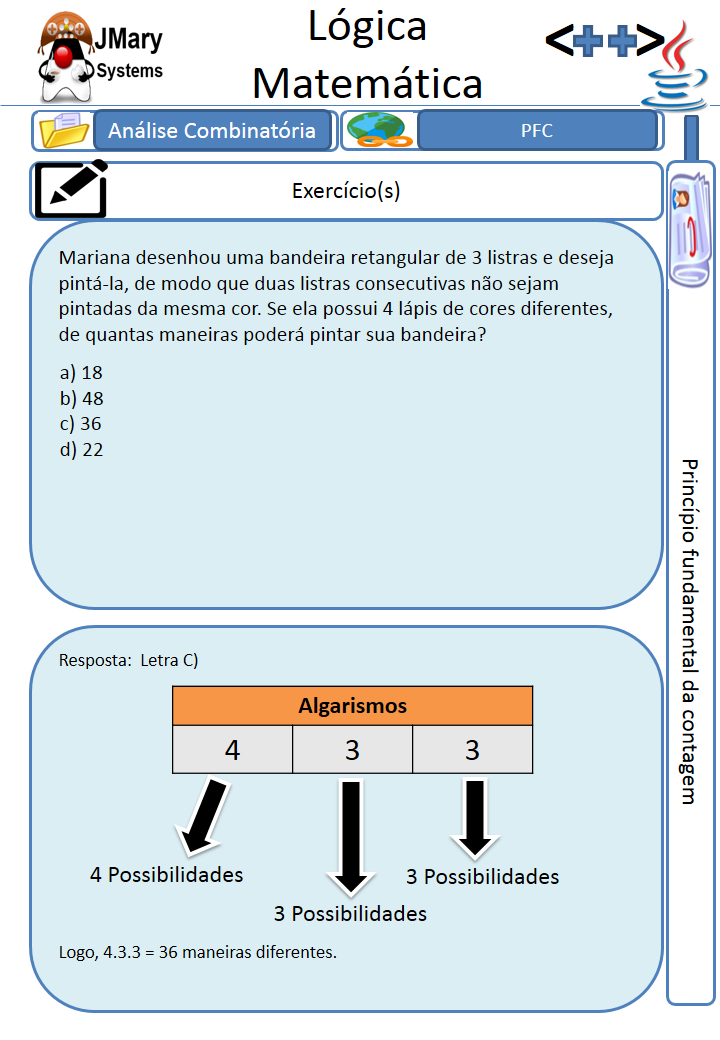 JMary
Systems
Lógica
Matemática
<++>
Análise Combinatória
PFC
Exercício(s)
Mariana desenhou uma bandeira retangular de 3 listras e deseja
pintá-la, de modo que duas listras consecutivas não sejam
pintadas da mesma cor. Se ela possui 4 lápis de cores diferentes,
de quantas maneiras poderá pintar sua bandeira?
a) 18
b) 48
c) 36
d) 22
Princípio fundamental da contagem
Resposta: Letra C)
Algarismos
4 3 3
4 Possibilidades
3 Possibilidades
3 Possibilidades
Logo, 4.3.3 = 36 maneiras diferentes.